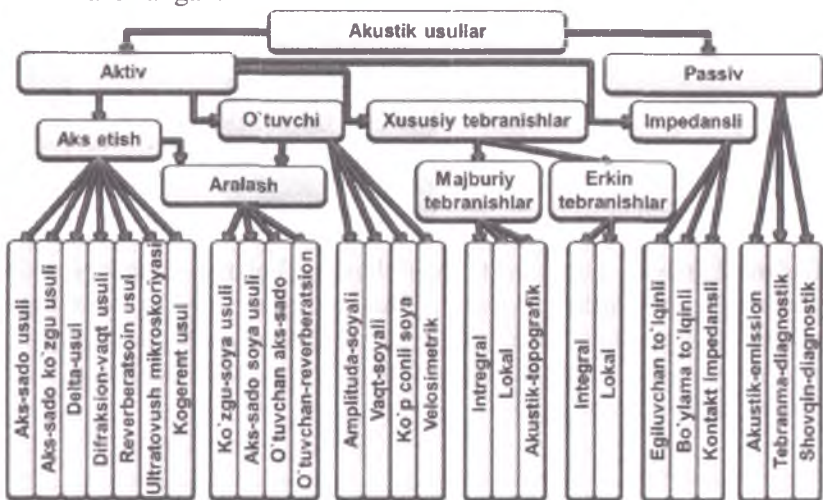 Akustik usullar
Aktiv
Passiv
O`tuvchi
Xususiy tebranishlar
Impedansli
Aks etish
Aralash
Majburiy
tebranishlar
Erkin
tebranishlar
Aks-sado usuli
Aks-sado ko`zgu usuli
Delta-usul
Difraksion-vaqt usuli
Reverberatsoin usul
Ultratovush mikroskoriyasi
Kogerent usul
Ko`zgu-soya usuli
Aks-sado soya usuli
O`tuvchan aks-sado
O`tuvchan-reverberatsion
Amplituda-soyali
Vaqt-soyali
Ko`p conli soya
Velosimetrik
Intregral
Lokal
Akustik-topografik
Integral
Lokal
Egiluvchan to`lqinli
Bo`ylama to`lqinli
Kontakt impedansli
Akustik-emission
Tebranma-diagnostik
Shovqin-diagnostik